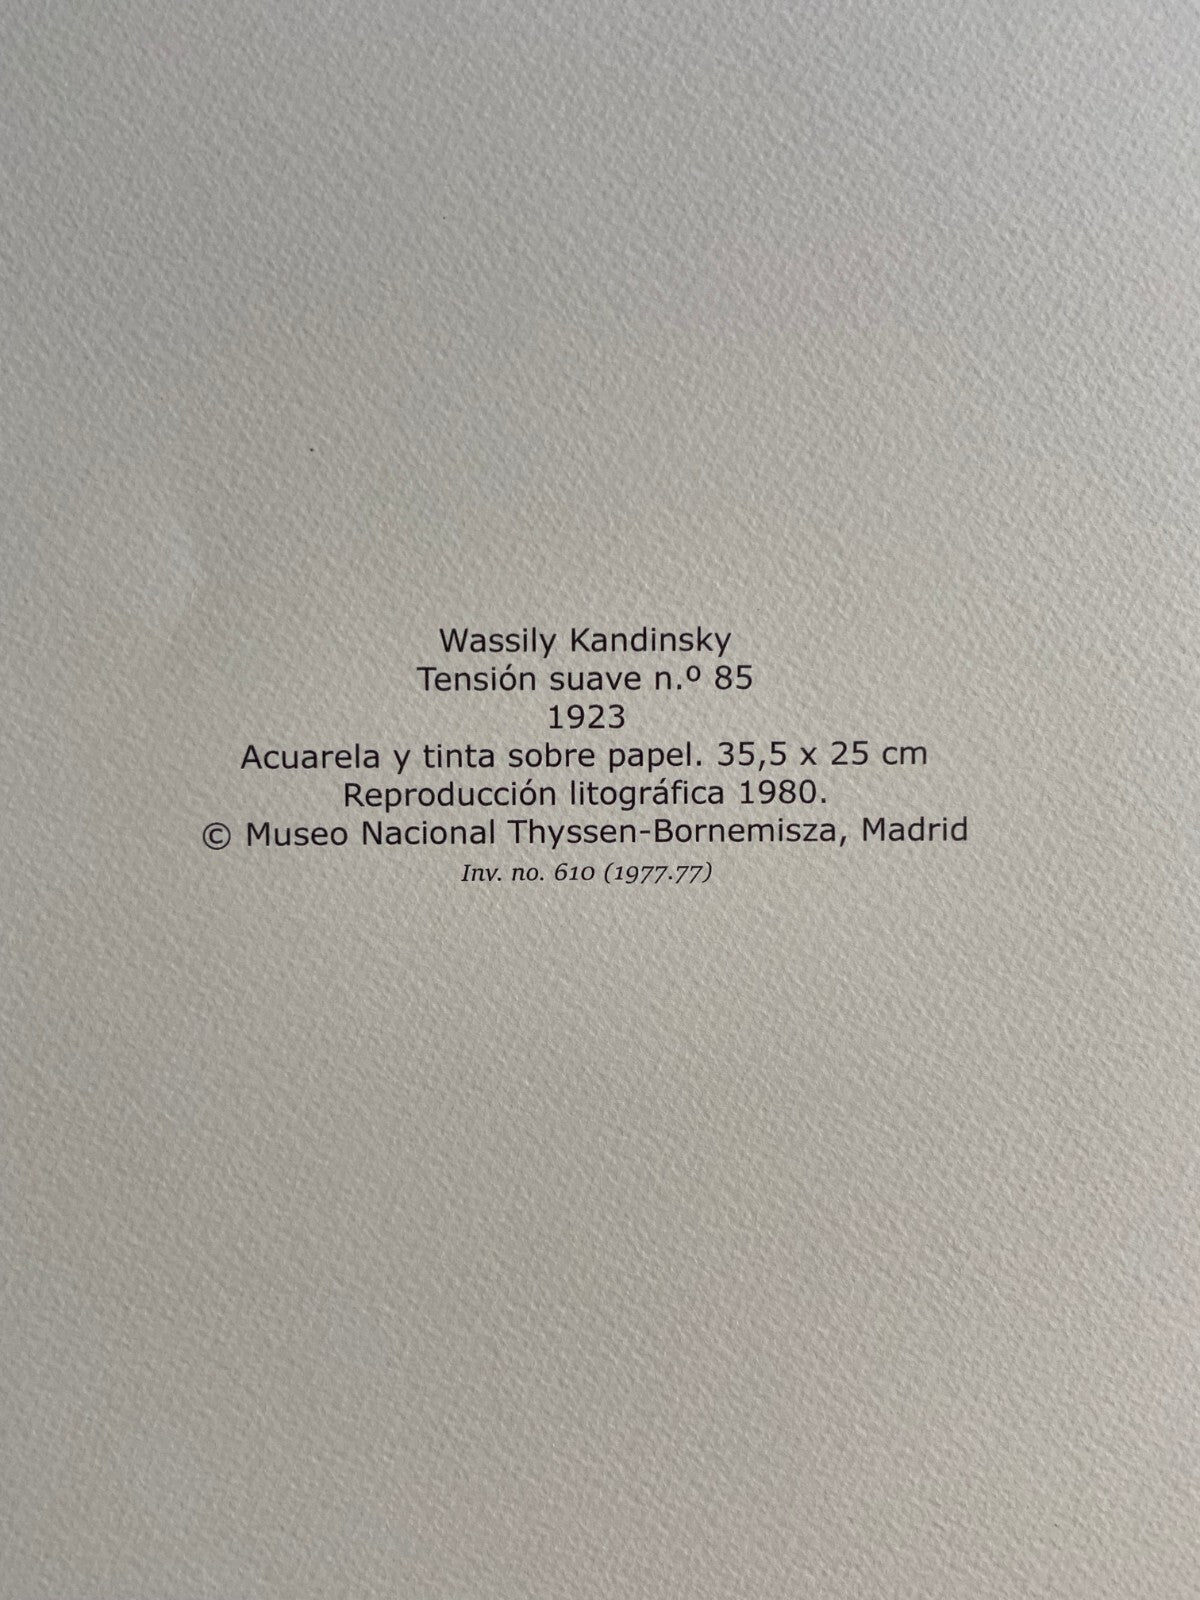 Wassily Kandinsky
Tensión suave n.º 85
1923
Acuarela y tinta sobre papel. 35,5 x 25 cm
Reproducción litográfica 1980.
© Museo Nacional Thyssen-Bornemisza, Madrid
Inv. no. 610 (1977.77)